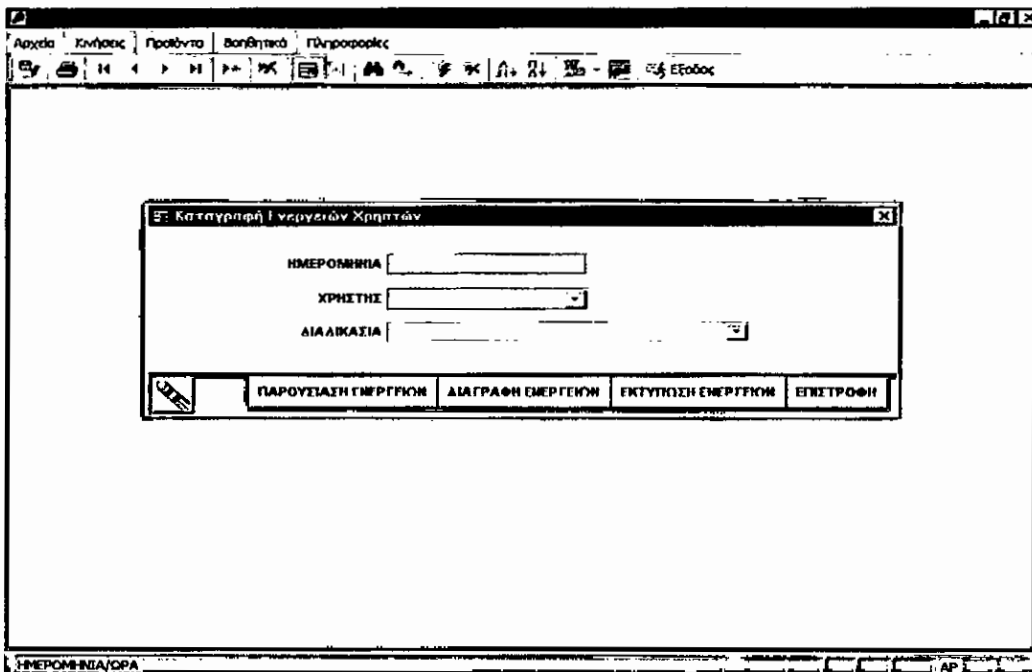 Αρχεία Κινήσεις Προϊόντα Βοηθητικά Πληροφορίες
Έξοδος
Καταγραφή Ενεργειών Χρηστών
ΗΜΕΡΟΜΗΝΙΑ
ΧΡΗΣΤΗΣ
ΔΙΑΔΙΚΑΣΙΑ
ΠΑΡΟΥΣΙΑΣΗ ΕΝΕΡΓΕΙΩΝ ΔΙΑΓΡΑΦΗ ΕΝΕΡΓΕΙΩΝ ΕΚΤΥΠΩΣΗ ΕΝΕΡΓΕΙΩΝ ΕΠΙΣΤΡΟΦΗ
ΗΜΕΡΟΜΗΝΙΑ/ΩΡΑ ΑΡ